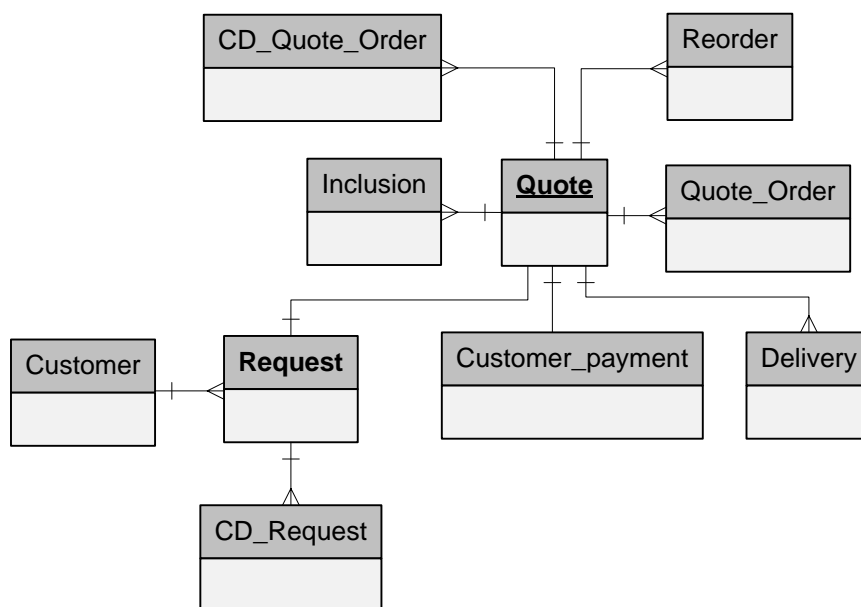 CD_Quote_Order
Reorder
Inclusion
Quote
Quote_Order
Customer
Request
Customer_payment
Delivery
CD_Request